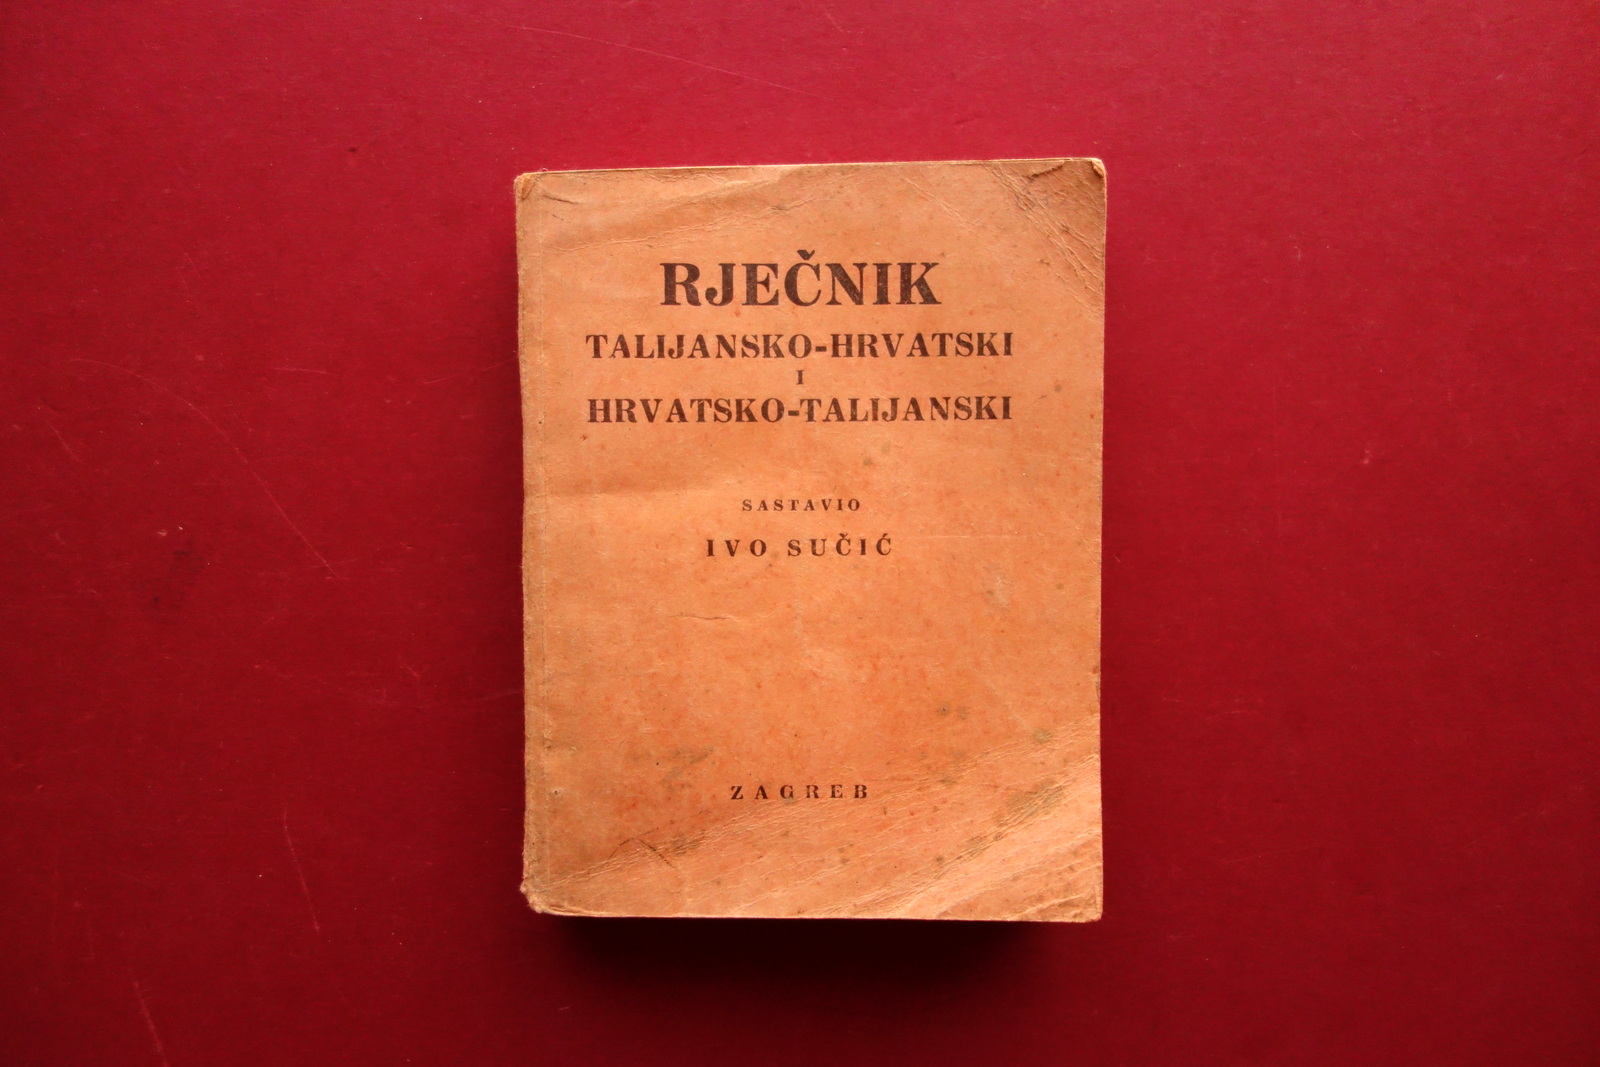 RJEČNIK
TALIJANSKO-HRVATSKI
I
HRVATSKO-TALIJANSKI
SASTAVIO
IVO SUČIĆ
ZAGREB